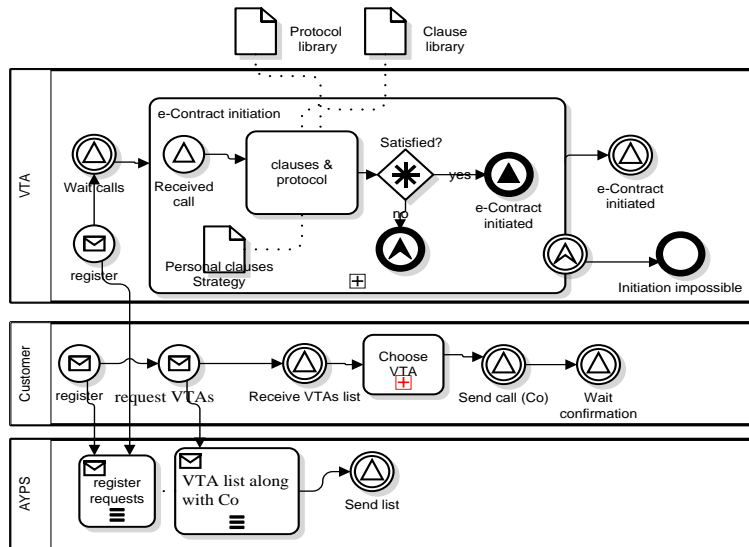 Protocol
library
Clause
library
VTA
e-Contract initiation
Satisfied?
Wait calls
Received
call
clauses &
protocol
yes
no
e-Contract
initiated
e-Contract
initiated
register
Personal clauses
Strategy
Initiation impossible
Customer
Choose
VTA
register
request VTAs
Receive VTAs list
Send call (Co)
Wait
confirmation
AYPS
register
requests
VTA list along
with Co
Send list